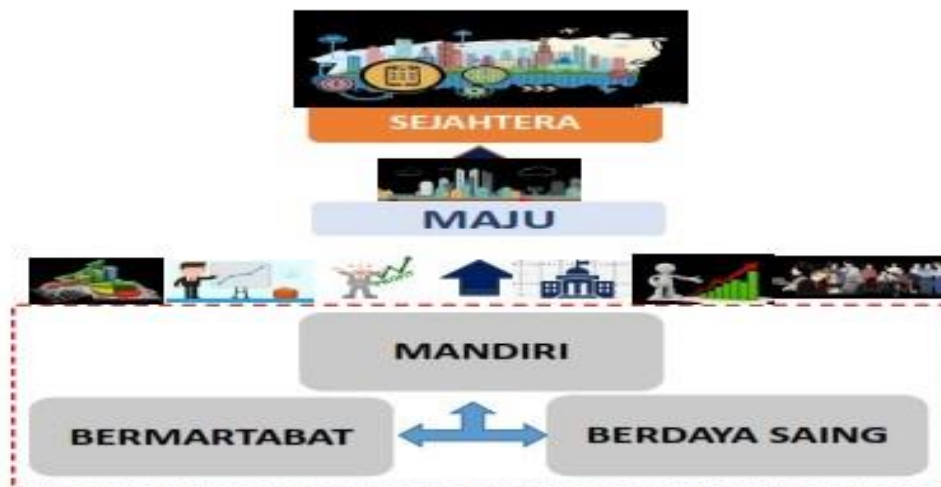 SEJAHTERA
MAJU
MANDIRI
BERMARTABAT
BERDAYA SAING